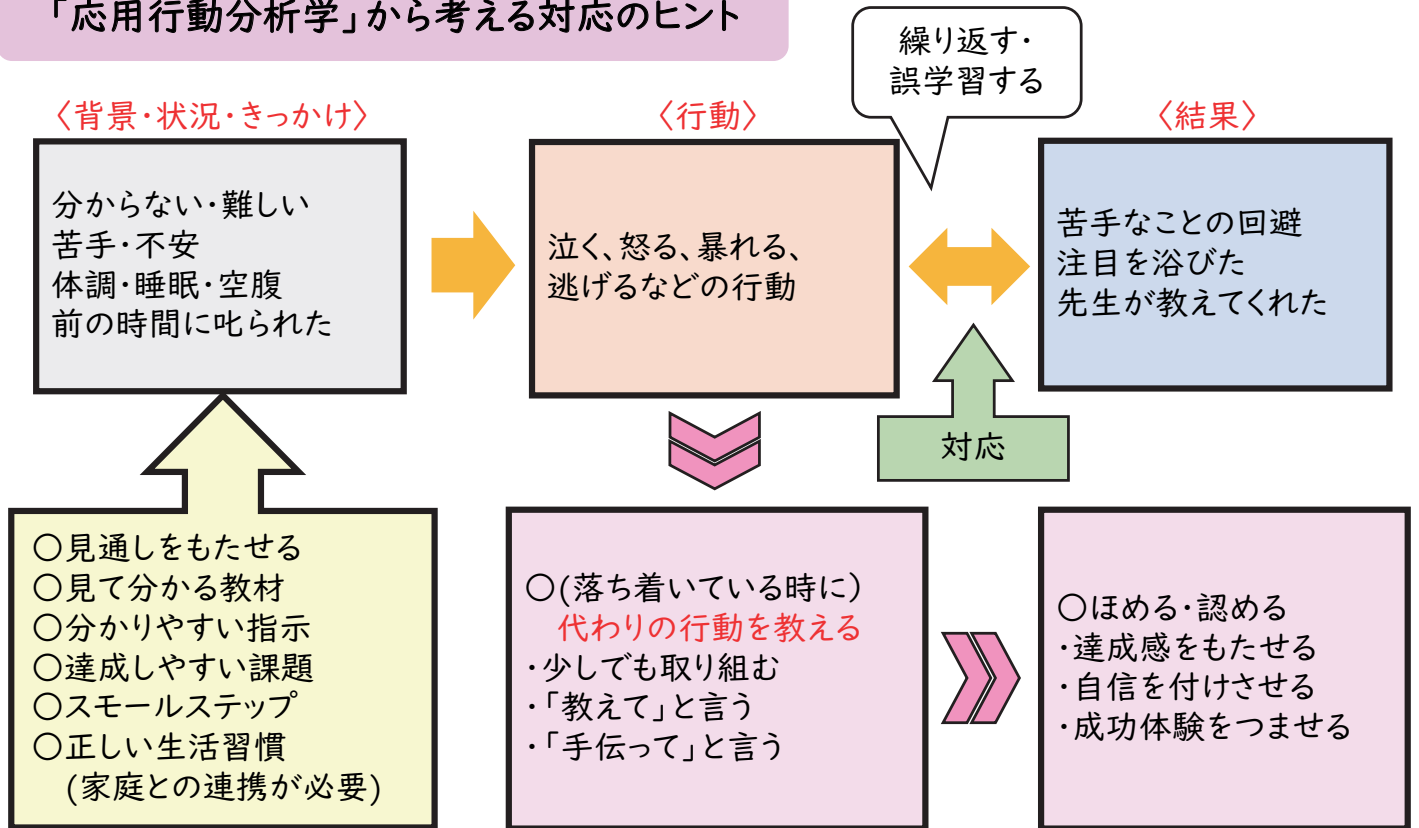 「応用行動分析学」から考える対応のヒント
繰り返す・
誤学習する
〈背景・状況・きっかけ〉
分からない・難しい
苦手・不安
体調・睡眠・空腹
前の時間に叱られた
〈行動〉
泣く、怒る、暴れる、
逃げるなどの行動
〈結果〉
苦手なことの回避
注目を浴びた
先生が教えてくれた
対応
○見通しをもたせる
○見て分かる教材
○分かりやすい指示
○達成しやすい課題
○スモールステップ
○正しい生活習慣
(家庭との連携が必要)
○(落ち着いている時に)
代わりの行動を教える
・少しでも取り組む
・「教えて」と言う
・「手伝って」と言う
○ほめる・認める
・達成感をもたせる
・自信を付けさせる
・成功体験をつませる